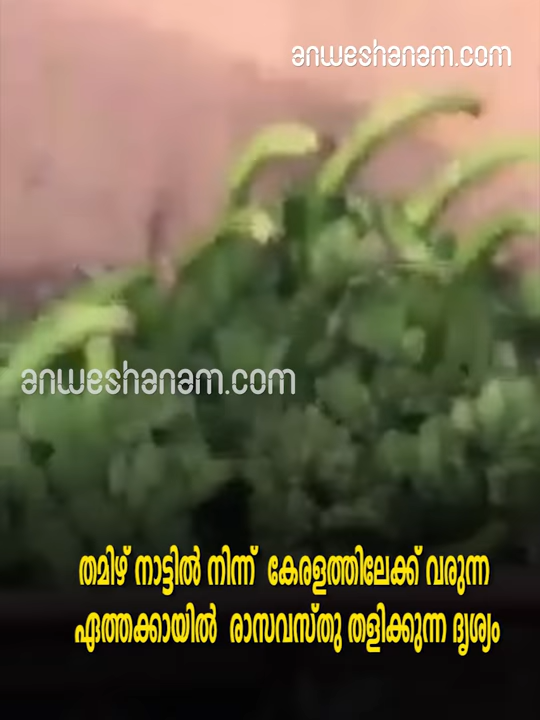 anweshanam.com
anweshanam.com
തമിഴ് നാട്ടിൽ നിന്ന് കേരളത്തിലേക്ക് വരുന്ന
ഏത്തക്കായിൽ രാസവസ്തു തളിക്കുന്ന ദൃശ്യം